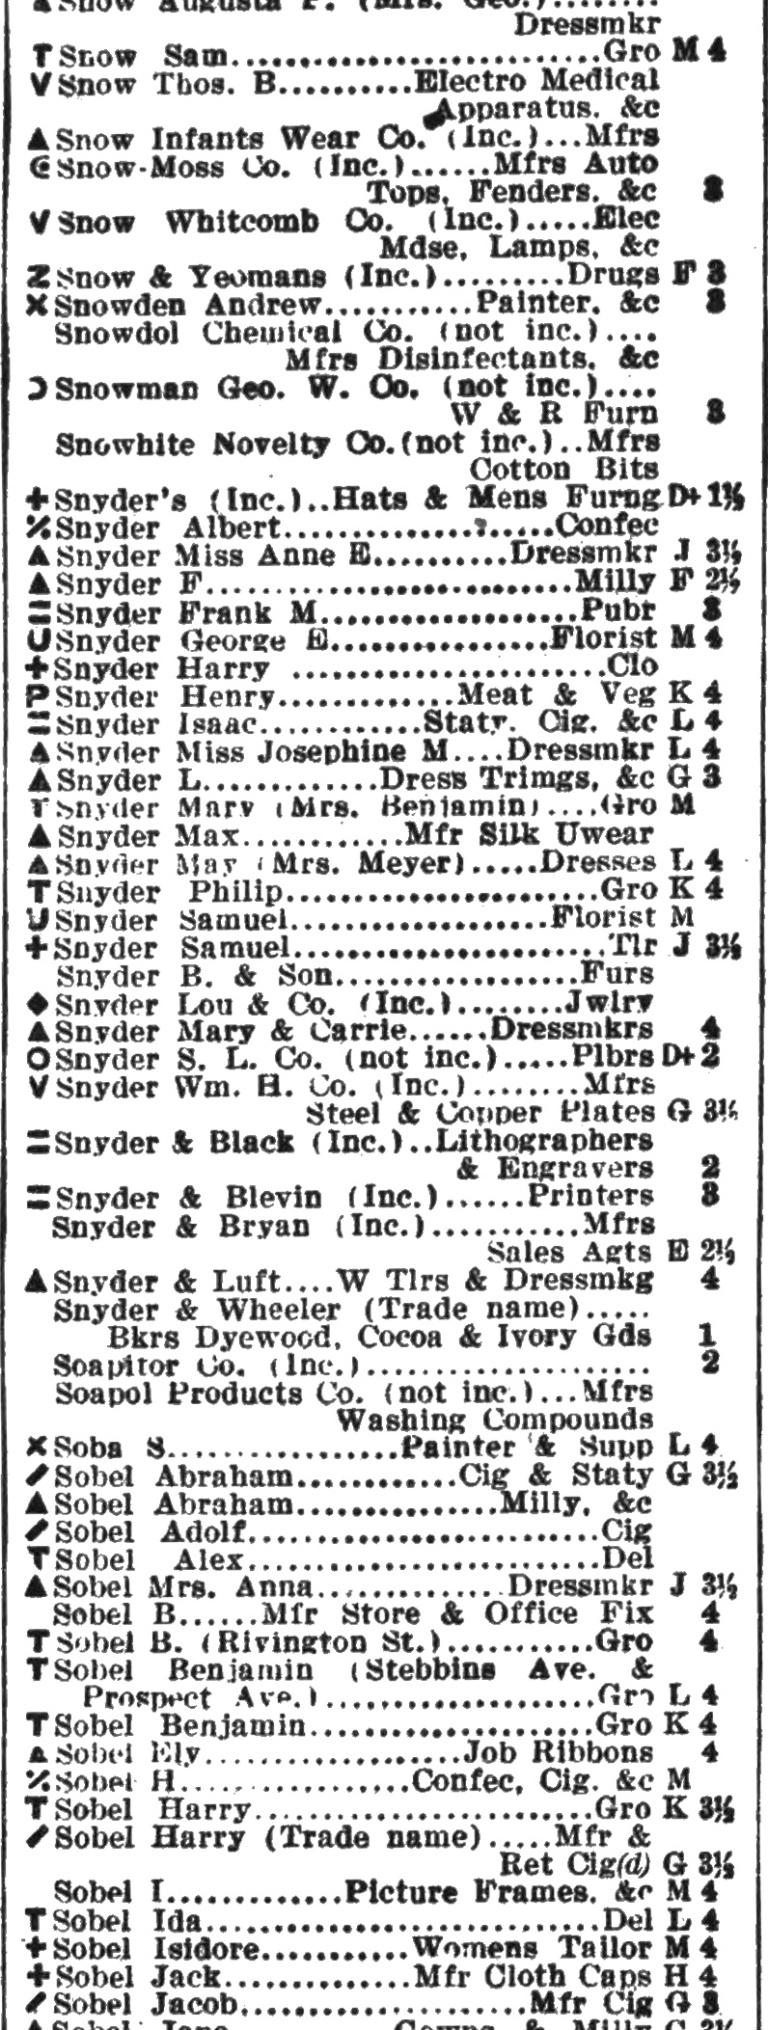 ▲Snow Augusta P. (Mrs. Geo.)........
Dressmkr
T Snow Sam..........................Gro M 4
V Snow Thos. B..........Electro Medical
Apparatus, &c
▲Snow Infants Wear Co. (Inc.)...Mfrs
Snow-Moss Co. (Inc.)......Mfrs Auto
Tops, Fenders, &c 3
V Snow Whitcomb Co. (Inc.).....Elec
Mdse, Lamps, &c
Z Snow & Yeomans (Inc.).........Drugs F 3
✕ Snowden Andrew...........Painter, &c 3
Snowdol Chemical Co. (not inc.)....
Mfrs Disinfectants, &c
Snowman Geo. W. Co. (not inc.)....
W & R Furn 3
Snowhite Novelty Co.(not inc.)..Mfrs
Cotton Bits
+Snyder's (Inc.)..Hats & Mens Furng D+ 1½
٪Snyder Albert.....................Confec
▲Snyder Miss Anne E..........Dressmkr J 3½
▲Snyder F..........................Milly F 2½
=Snyder Frank M...................Pubr 3
U Snyder George E................Florist M 4
+Snyder Harry ......................Clo
P Snyder Henry.............Meat & Veg K 4
=Snyder Isaac............Staty. Cig. &c L 4
▲Snyder Miss Josephine M....Dressmkr L 4
▲Snyder L.............Dress Trimgs, &c G 3
T Snyder Mary (Mrs. Benjamin)....Gro M
▲Snyder Max............Mfr Silk Uwear
▲Snyder May (Mrs. Meyer).....Dresses L 4
T Snyder Philip.......................Gro K 4
U Snyder Samuel...................Florist M
+Snyder Samuel.......................Tlr J 3½
Snyder B. & Son..................Furs
◆Snyder Lou & Co. (Inc.)........Jwlry
▲Snyder Mary & Carrie......Dressmkrs 4
O Snyder S. L. Co. (not inc.).....Plbrs D+ 2
V Snyder Wm. H. Co. (Inc.)........Mfrs
Steel & Copper Plates G 3½
=Snyder & Black (Inc.)..Lithographers
& Engravers 2
=Snyder & Blevin (Inc.)......Printers 3
Snyder & Bryan (Inc.)...........Mfrs
Sales Agts E 2½
▲Snyder & Luft....W Tlrs & Dressmkg 4
Snyder & Wheeler (Trade name).....
Bkrs Dyewood, Cocoa & Ivory Gds 1
Soapitor Co. (Inc.)..................... 2
Soapol Products Co. (not inc.)...Mfrs
Washing Compounds
✕ Soba S.................Painter & Supp L 4
Sobel Abraham............Cig & Staty G 3½
▲Sobel Abraham...............Milly, &c
Sobel Adolf..........................Cig
T Sobel Alex..........................Del
▲Sobel Mrs. Anna..............Dressmkr J 3½
Sobel B......Mfr Store & Office Fix 4
T Sobel B. (Rivington St.)...........Gro 4
T Sobel Benjamin (Stebbins Ave. &
Prospect Ave.).....................Gro L 4
T Sobel Benjamin.....................Gro K 4
▲Sobel Ely...................Job Ribbons 4
٪Sobel H.................Confec, Cig. &c M
T Sobel Harry.........................Gro K 3½
Sobel Harry (Trade name).....Mfr &
Ret Cig(d) G 3½
Sobel I.............Picture Frames, &c M 4
T Sobel Ida.............................Del L 4
+Sobel Isidore...........Womens Tailor M 4
+Sobel Jack..............Mfr Cloth Caps H 4
Sobel Jacob.....................Mfr Cig G 3